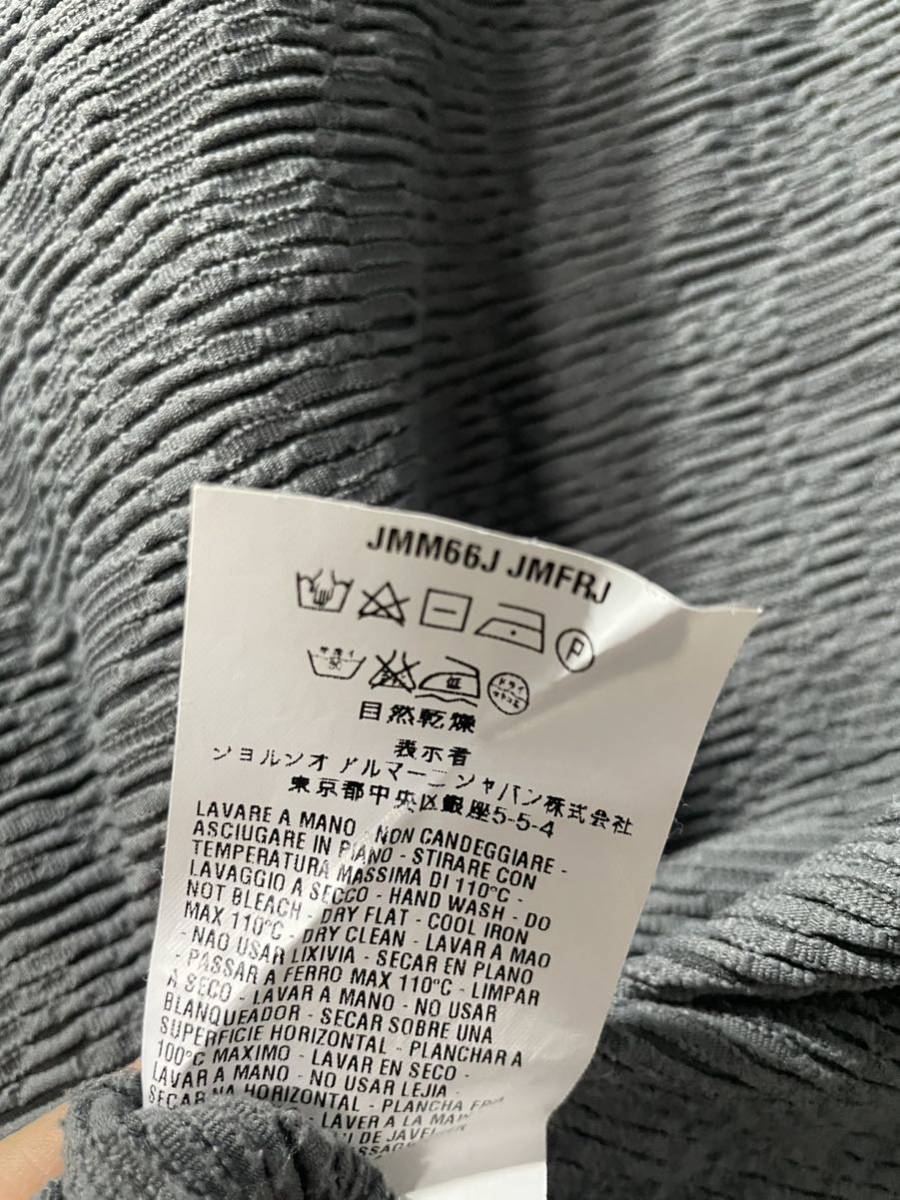 JMM66J JMFRJ
P
自然乾燥
表示者
ジョルジオ アルマーニジャパン株式会社
東京都中央区銀座5-5-4
LAVARE A MANO - NON CANDEGGIARE -
ASCIUGARE IN PIANO - STIRARE CON
TEMPERATURA MASSIMA DI 110°C -
LAVAGGIO A SECCO - HAND WASH - DO
NOT BLEACH - DRY FLAT - COOL IRON
MAX 110°C - DRY CLEAN - LAVAR A MAO
- NAO USAR LIXIVIA - SECAR EN PLANO
- PASSAR A FERRO MAX 110°C - LIMPAR
A SECO - LAVAR A MANO - NO USAR
BLANQUEADOR - SECAR SOBRE UNA
SUPERFICIE HORIZONTAL - PLANCHAR A
100°C MAXIMO - LAVAR EN SECO -
LAVAR A MANO - NO USAR LEJIA -
HORIZONTAL - PLANCHA
- LAVER A LA
DE